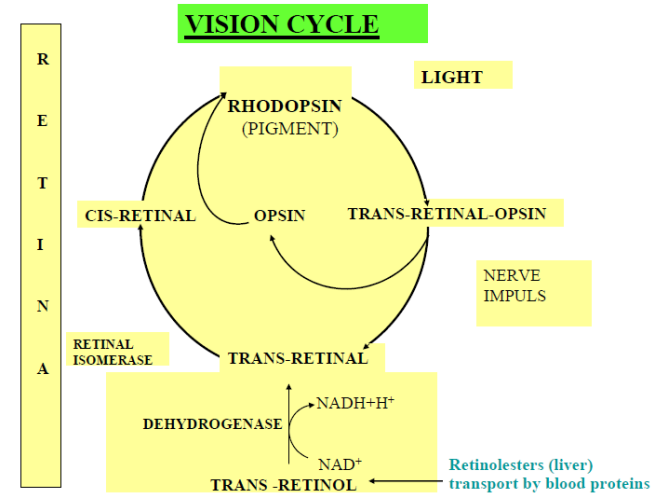 VISION CYCLE
R
E
T
I
N
A
LIGHT
RHODOPSIN
(PIGMENT)
CIS-RETINAL
OPSIN
TRANS-RETINAL-OPSIN
NERVE
IMPULS
RETINAL
ISOMERASE
TRANS-RETINAL
NADH+H⁺
DEHYDROGENASE
NAD⁺
TRANS -RETINOL
Retinolesters (liver)
transport by blood proteins